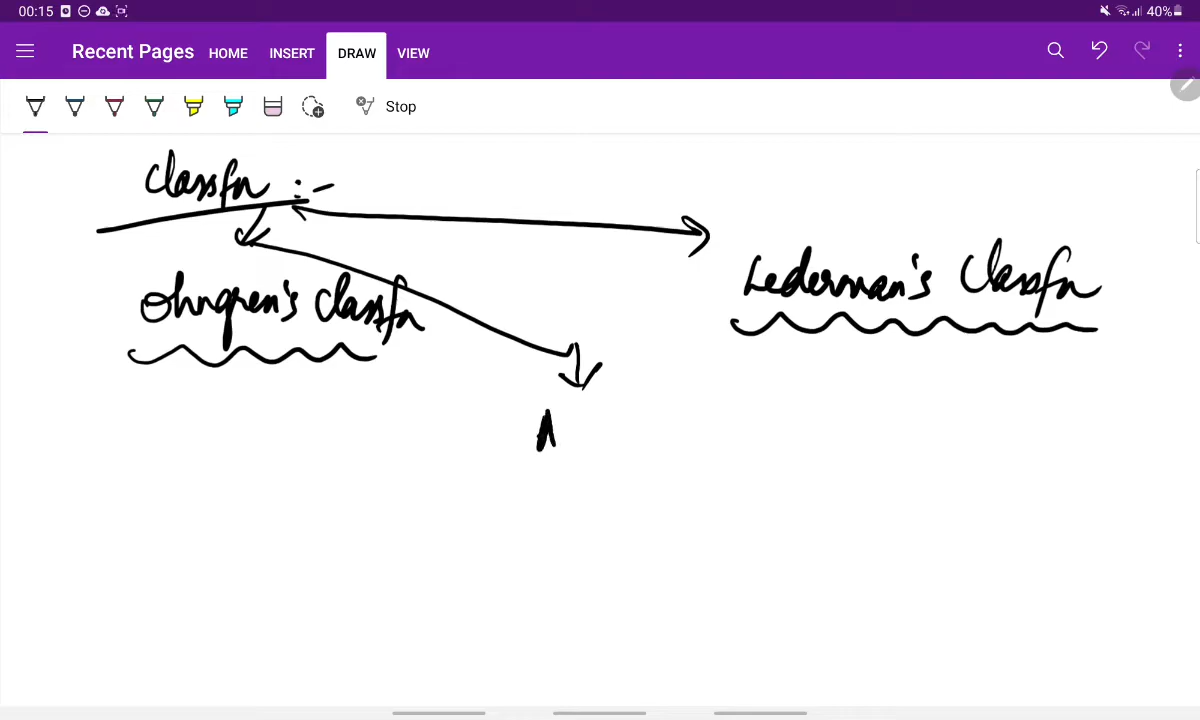 00:15 40%
Recent Pages HOME INSERT DRAW VIEW
Stop
Classfn :-
Ohngren's Classfn
Lederman's Classfn